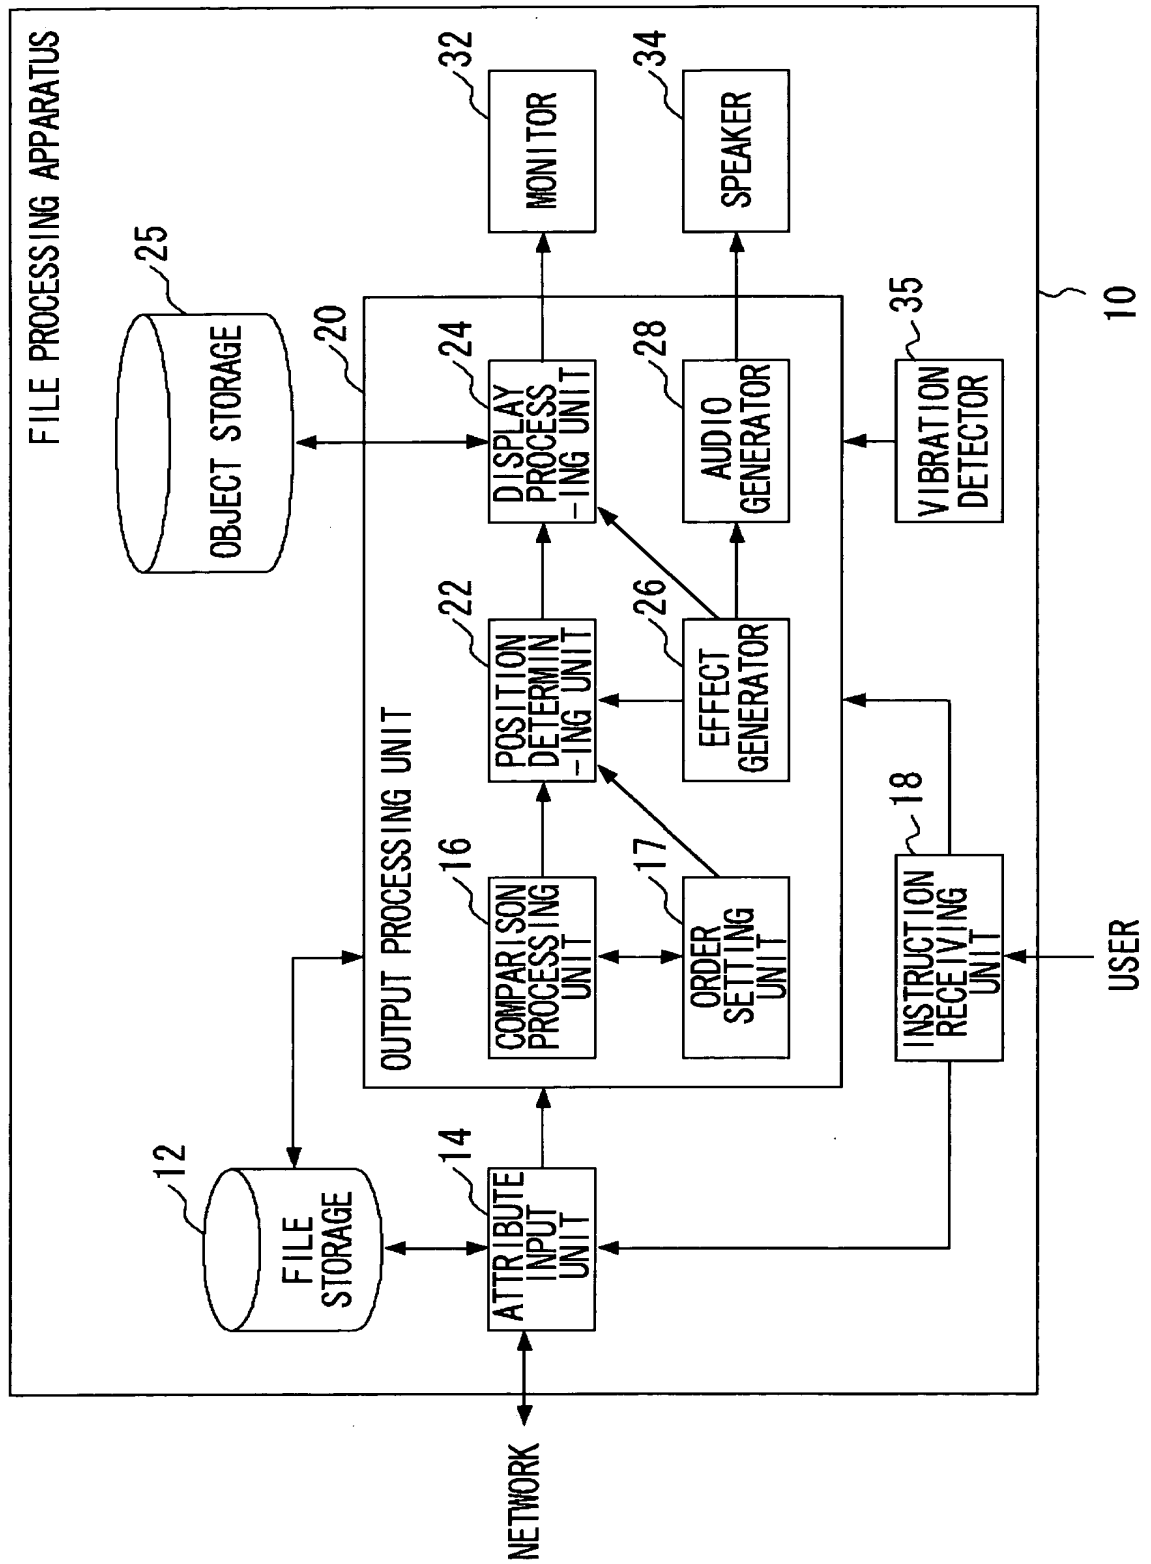 FILE PROCESSING APPARATUS
12
FILE
STORAGE
25
OBJECT STORAGE
20
OUTPUT PROCESSING UNIT
NETWORK
14
ATTRIBUTE
INPUT
UNIT
16
COMPARISON
PROCESSING
UNIT
22
POSITION
DETERMIN
-ING UNIT
24
DISPLAY
PROCESS
-ING UNIT
32
MONITOR
17
ORDER
SETTING
UNIT
26
EFFECT
GENERATOR
28
AUDIO
GENERATOR
34
SPEAKER
18
INSTRUCTION
RECEIVING
UNIT
35
VIBRATION
DETECTOR
USER
10